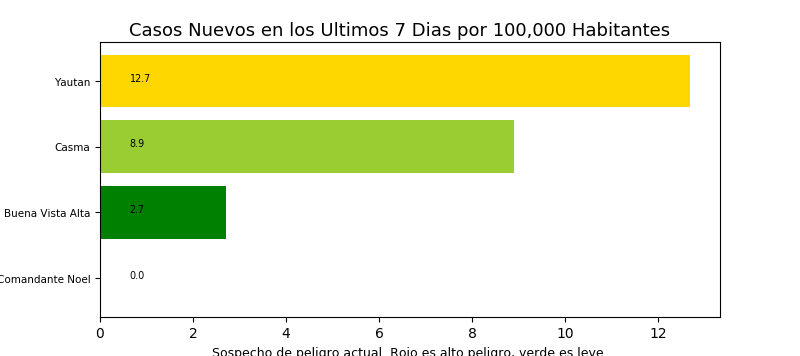 Casos Nuevos en los Ultimos 7 Dias por 100,000 Habitantes
Yautan 12.7
Casma 8.9
Buena Vista Alta 2.7
Comandante Noel 0.0
0 2 4 6 8 10 12
Sospecho de peligro actual. Rojo es alto peligro, verde es leve